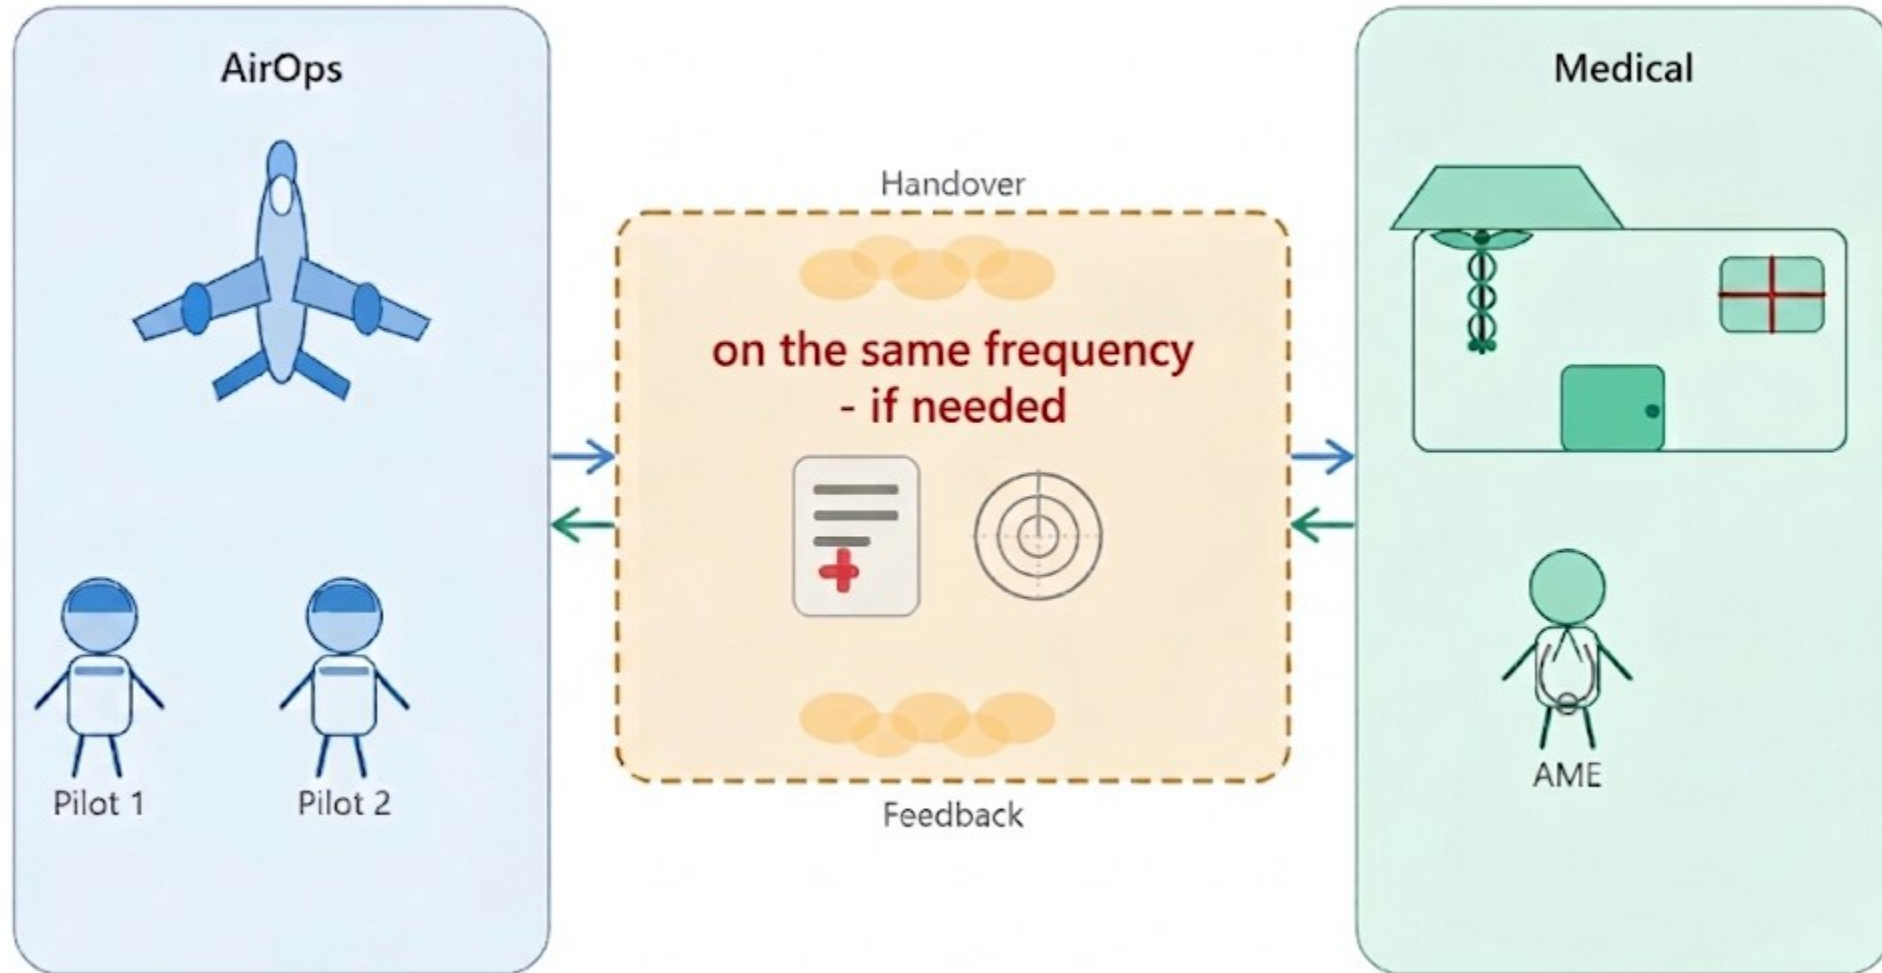 AirOps
Medical
Handover
on the same frequency
- if needed
Pilot 1
Pilot 2
AME
Feedback